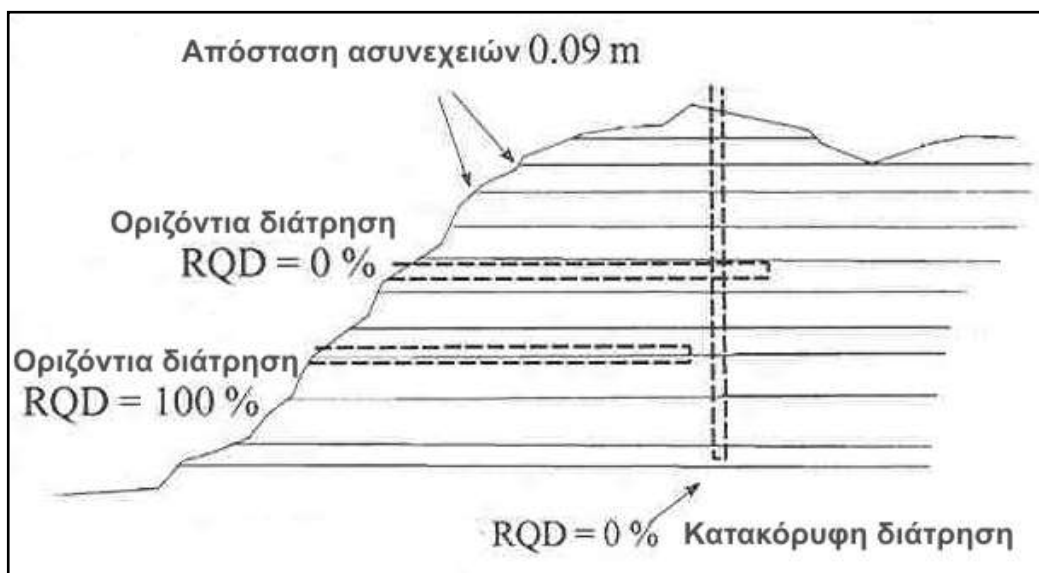 Απόσταση ασυνεχειών 0.09 m
Οριζόντια διάτρηση
RQD = 0 %
Οριζόντια διάτρηση
RQD = 100 %
RQD = 0 % Κατακόρυφη διάτρηση